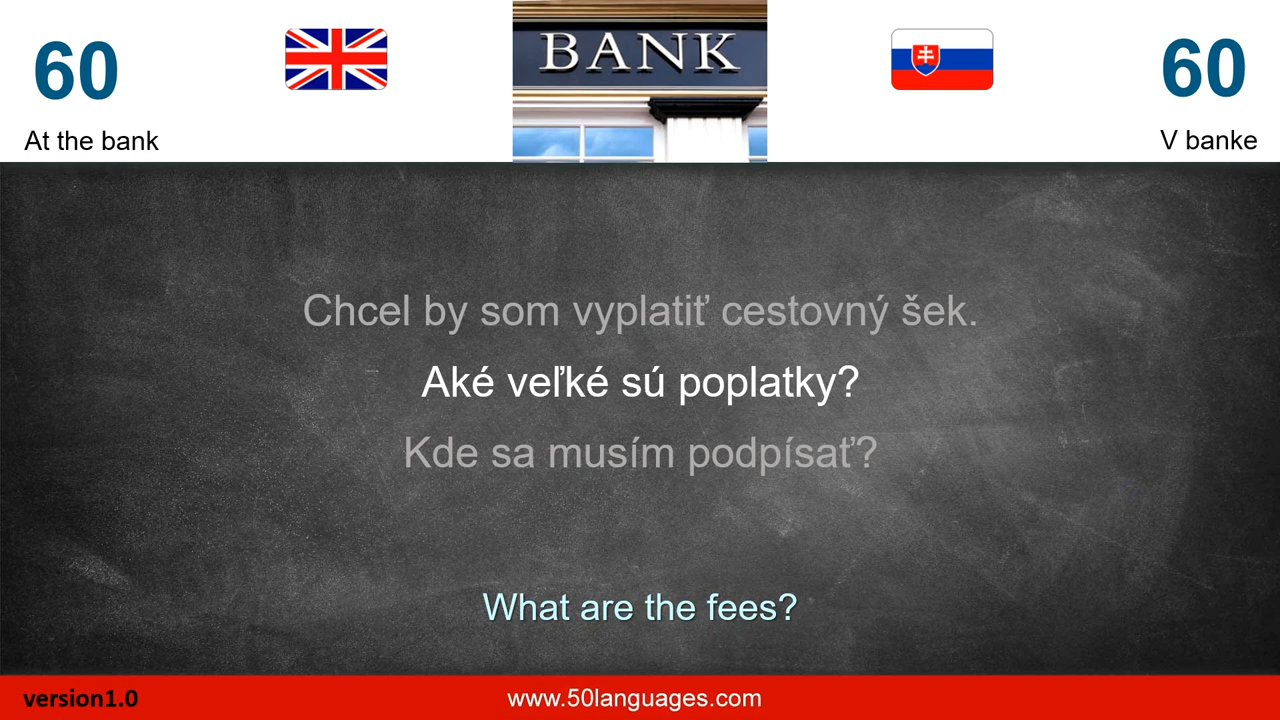 60
BANK
60
At the bank
V banke
Chcel by som vyplatiť cestovný šek.
Aké veľké sú poplatky?
Kde sa musím podpísať?
What are the fees?
version1.0
www.50languages.com